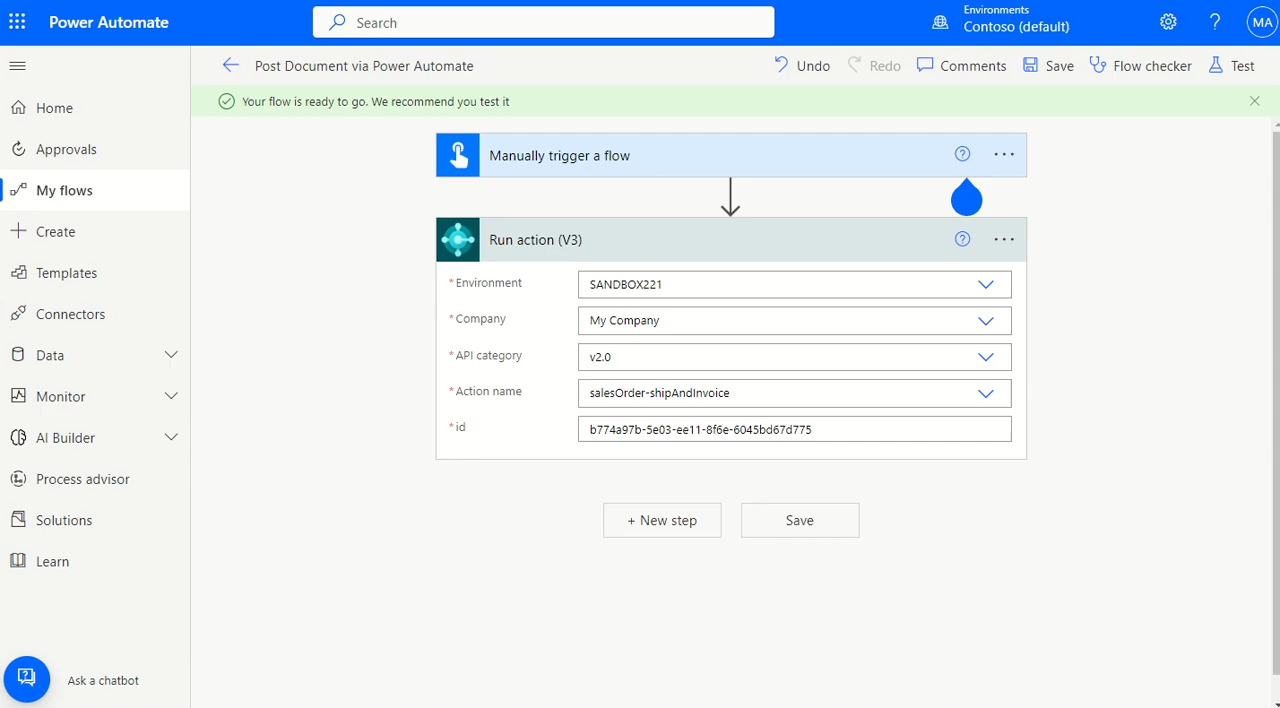 Power Automate
Search
Environments
Contoso (default)
?
MA
Post Document via Power Automate
Undo
Redo
Comments
Save
Flow checker
Test
Your flow is ready to go. We recommend you test it
Home
Approvals
My flows
Create
Templates
Connectors
Data
Monitor
AI Builder
Process advisor
Solutions
Learn
Ask a chatbot
Manually trigger a flow
?
Run action (V3)
?
*Environment
SANDBOX221
*Company
My Company
*API category
v2.0
*Action name
salesOrder-shipAndInvoice
*id
b774a97b-5e03-ee11-8f6e-6045bd67d775
+ New step
Save